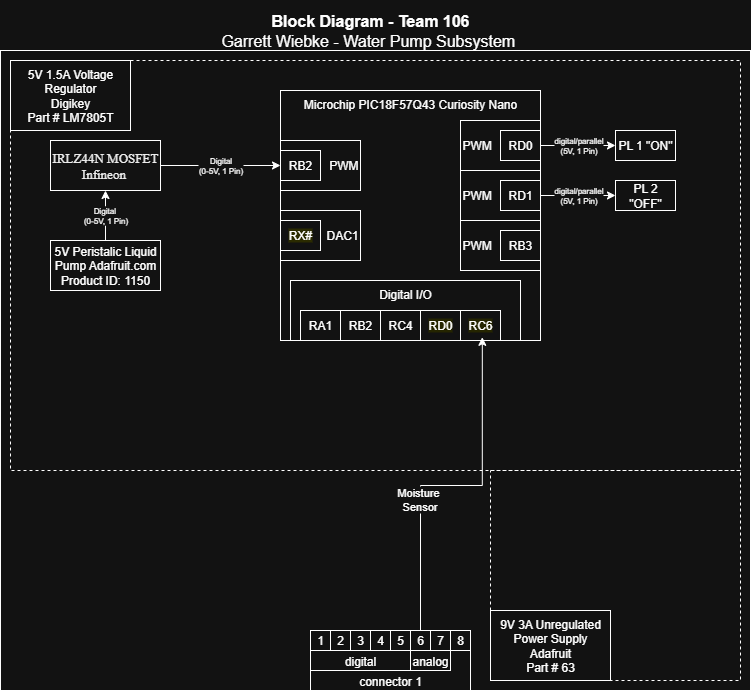 Block Diagram - Team 106
Garrett Wiebke - Water Pump Subsystem
5V 1.5A Voltage
Regulator
Digikey
Part # LM7805T
Microchip PIC18F57Q43 Curiosity Nano
IRLZ44N MOSFET
Infineon
Digital
(0-5V, 1 Pin)
RB2 PWM
PWM RD0
digital/parallel
(5V, 1 Pin)
PL 1 "ON"
PWM RD1
digital/parallel
(5V, 1 Pin)
PL 2
"OFF"
Digital
(0-5V, 1 Pin)
RX# DAC1
PWM RB3
5V Peristalic Liquid
Pump Adafruit.com
Product ID: 1150
Digital I/O
RA1 RB2 RC4 RD0 RC6
Moisture
Sensor
9V 3A Unregulated
Power Supply
Adafruit
Part # 63
1 2 3 4 5 6 7 8
digital analog
connector 1